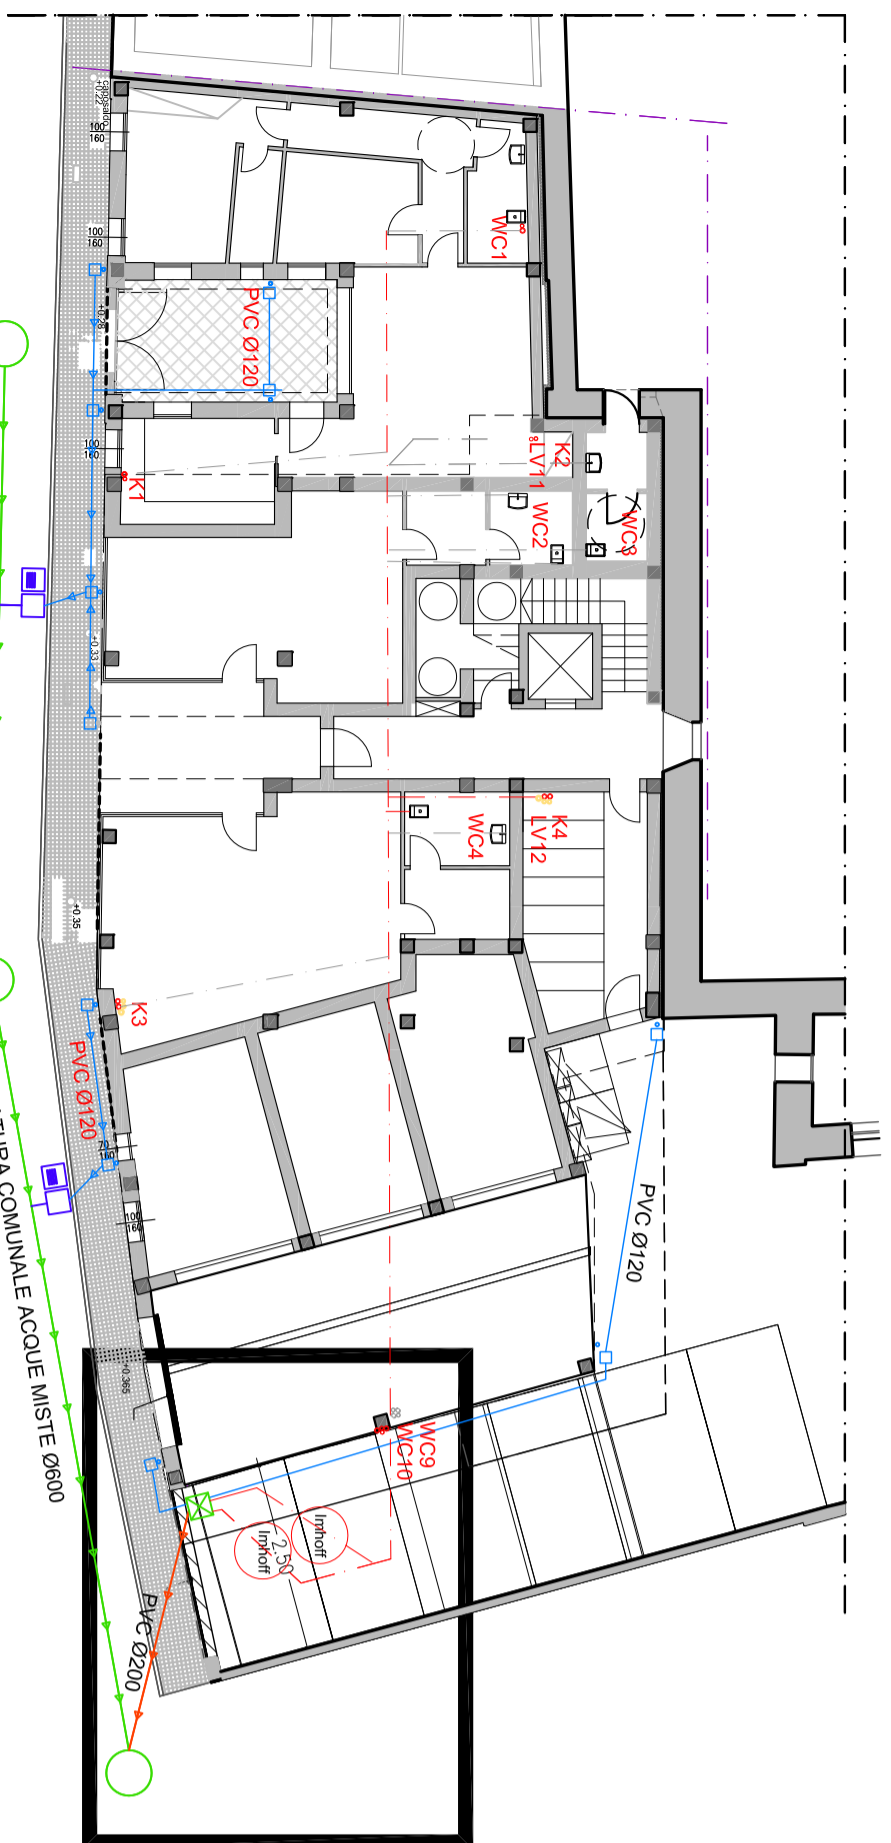 caposaldo
+0.22
100
160
WC1
100
160
PVC Ø120
+0.28
100
160
K2
LV11
K1
WC2
WC3
+0.33
K4
LV12
WC4
+0.35
K3
PVC Ø120
70
160
100
160
PVC Ø120
TURA COMUNALE ACQUE MISTE Ø600
+0.365
WC9
WC10
Imhoff
2.50
Imhoff
PVC Ø200